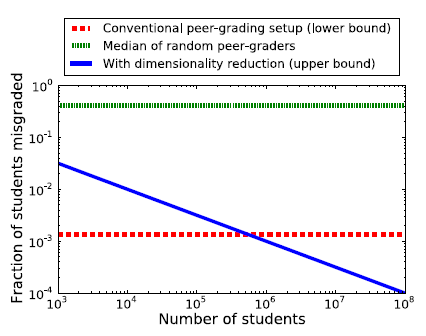 Conventional peer-grading setup (lower bound)
Median of random peer-graders
With dimensionality reduction (upper bound)
Fraction of students misgraded
10^0
10^-1
10^-2
10^-3
10^-4
10^3 10^4 10^5 10^6 10^7 10^8
Number of students